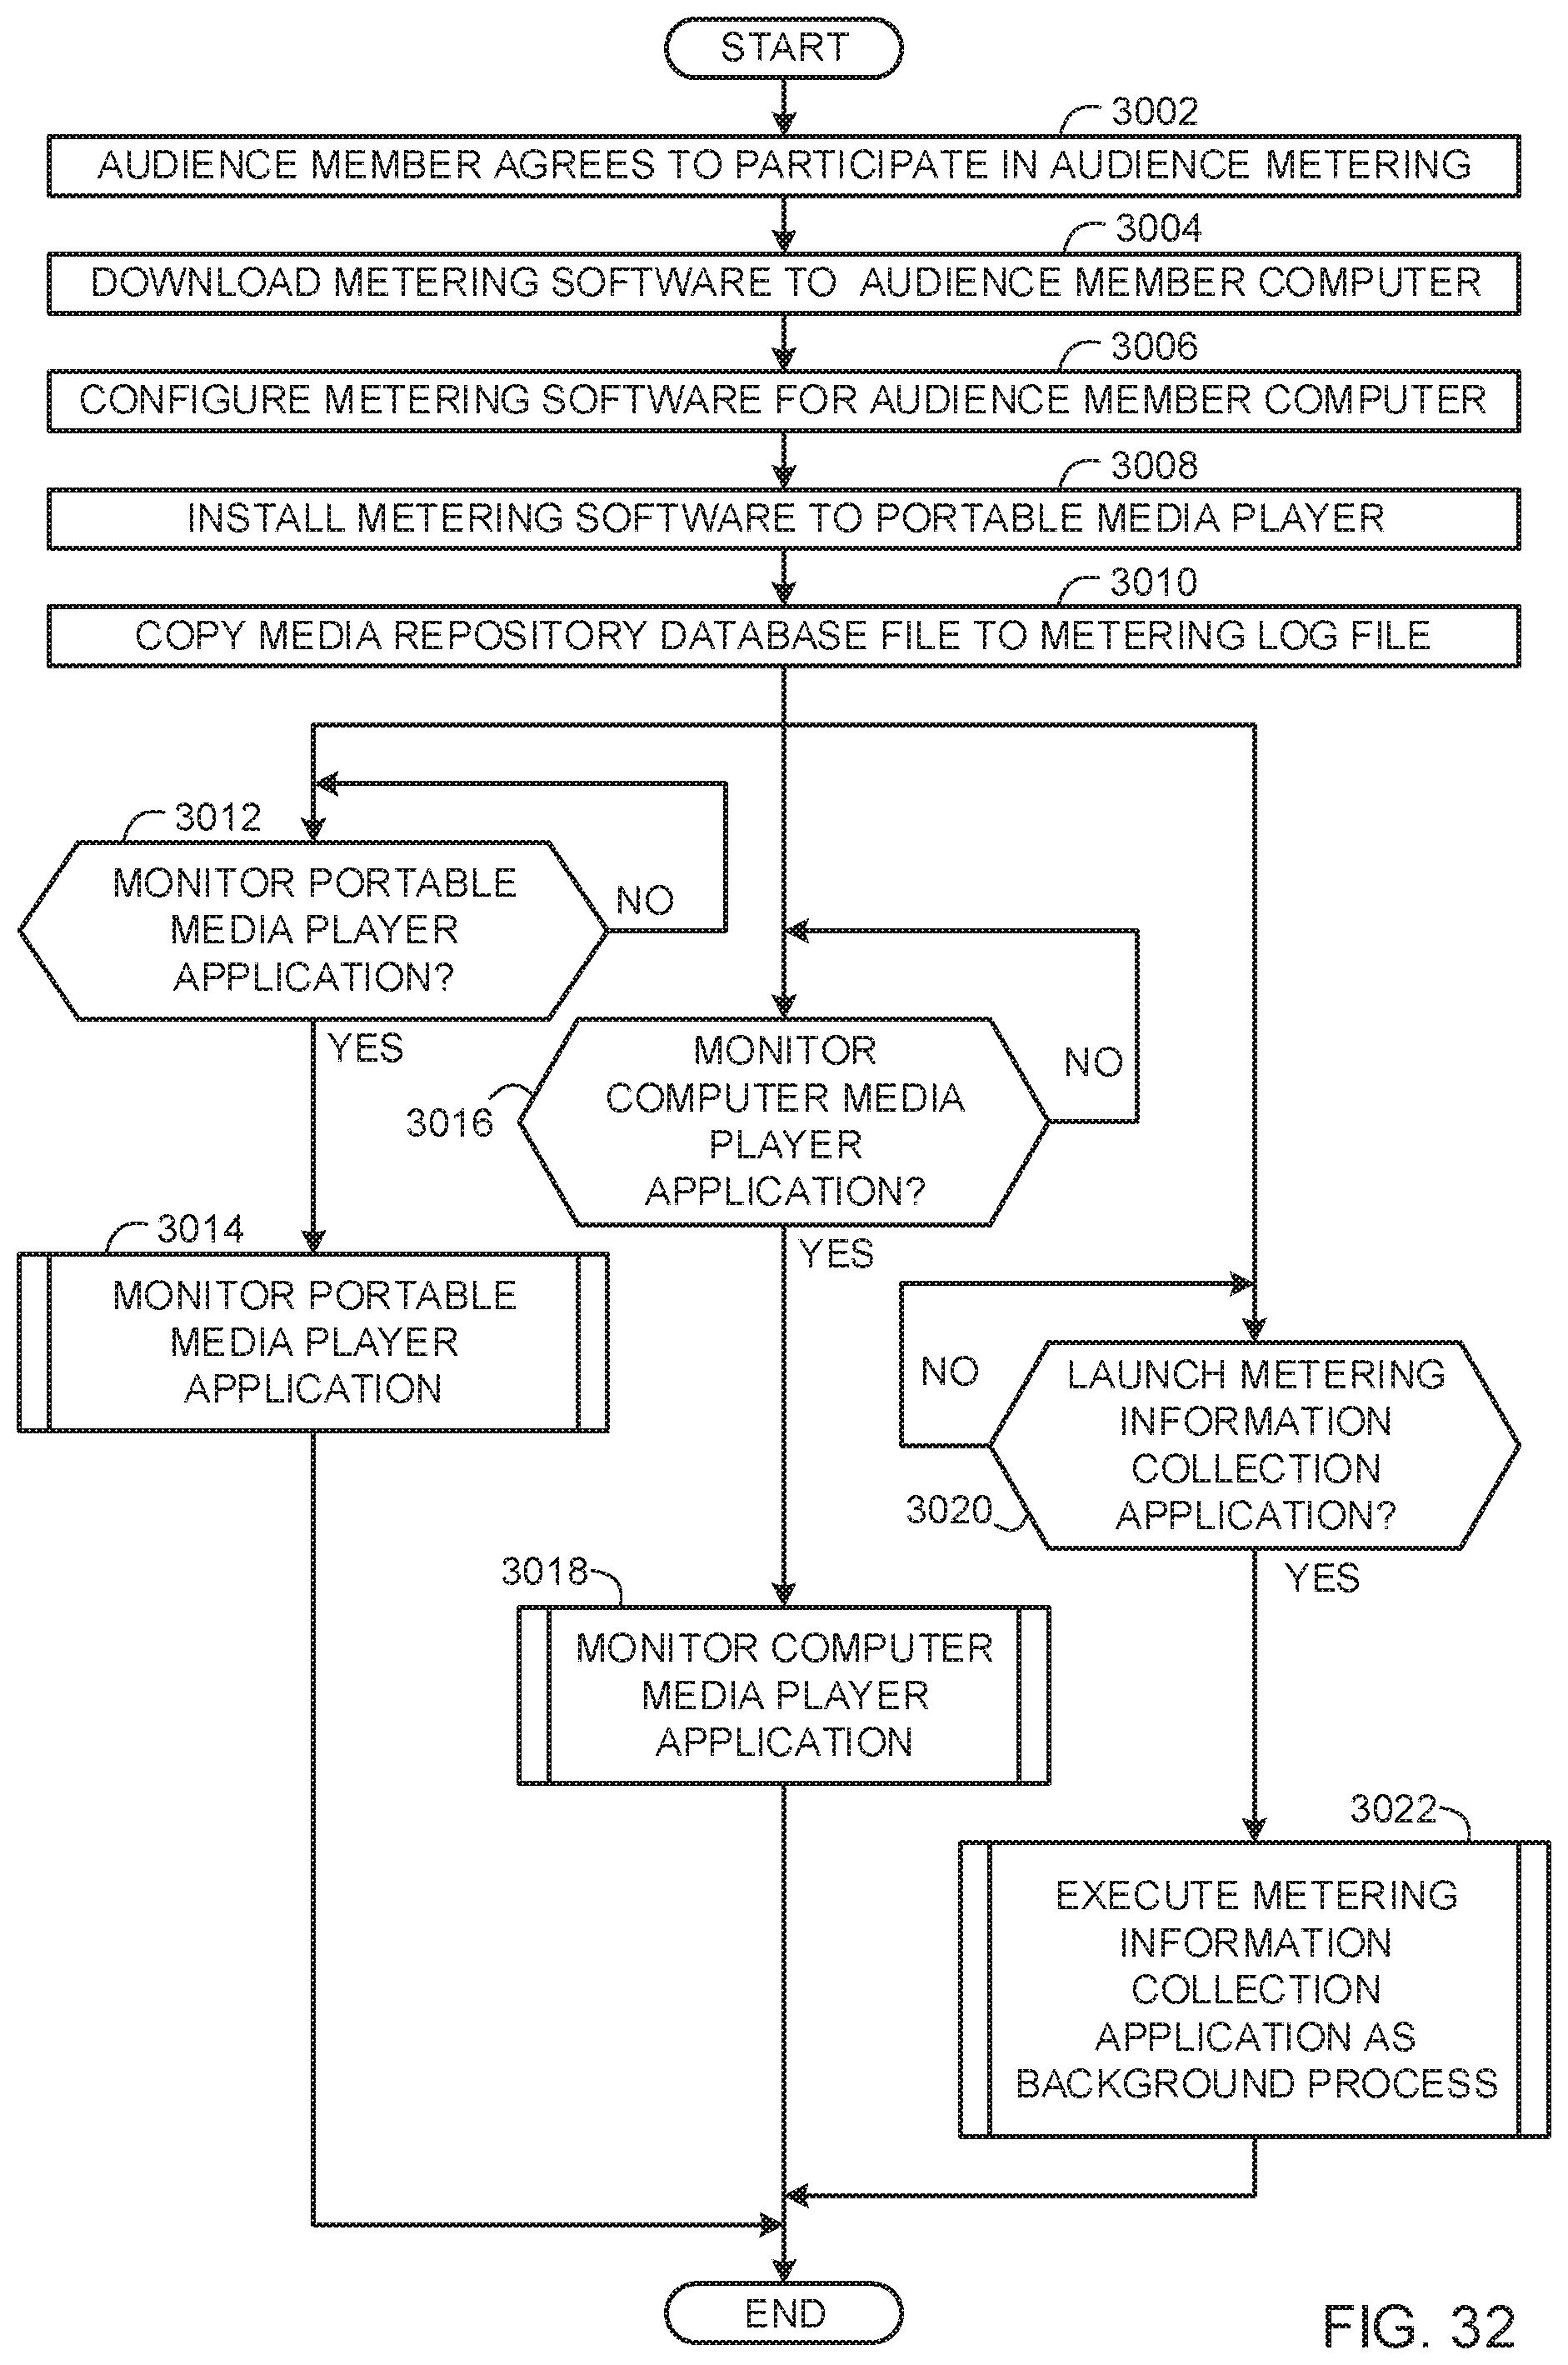 START
3002
AUDIENCE MEMBER AGREES TO PARTICIPATE IN AUDIENCE METERING
3004
DOWNLOAD METERING SOFTWARE TO AUDIENCE MEMBER COMPUTER
3006
CONFIGURE METERING SOFTWARE FOR AUDIENCE MEMBER COMPUTER
3008
INSTALL METERING SOFTWARE TO PORTABLE MEDIA PLAYER
3010
COPY MEDIA REPOSITORY DATABASE FILE TO METERING LOG FILE
3012
MONITOR PORTABLE
MEDIA PLAYER
APPLICATION?
NO
YES
3016
MONITOR
COMPUTER MEDIA
PLAYER
APPLICATION?
NO
YES
3014
MONITOR PORTABLE
MEDIA PLAYER
APPLICATION
NO
LAUNCH METERING
INFORMATION
COLLECTION
APPLICATION?
3020
YES
3018
MONITOR COMPUTER
MEDIA PLAYER
APPLICATION
3022
EXECUTE METERING
INFORMATION
COLLECTION
APPLICATION AS
BACKGROUND PROCESS
END
FIG. 32